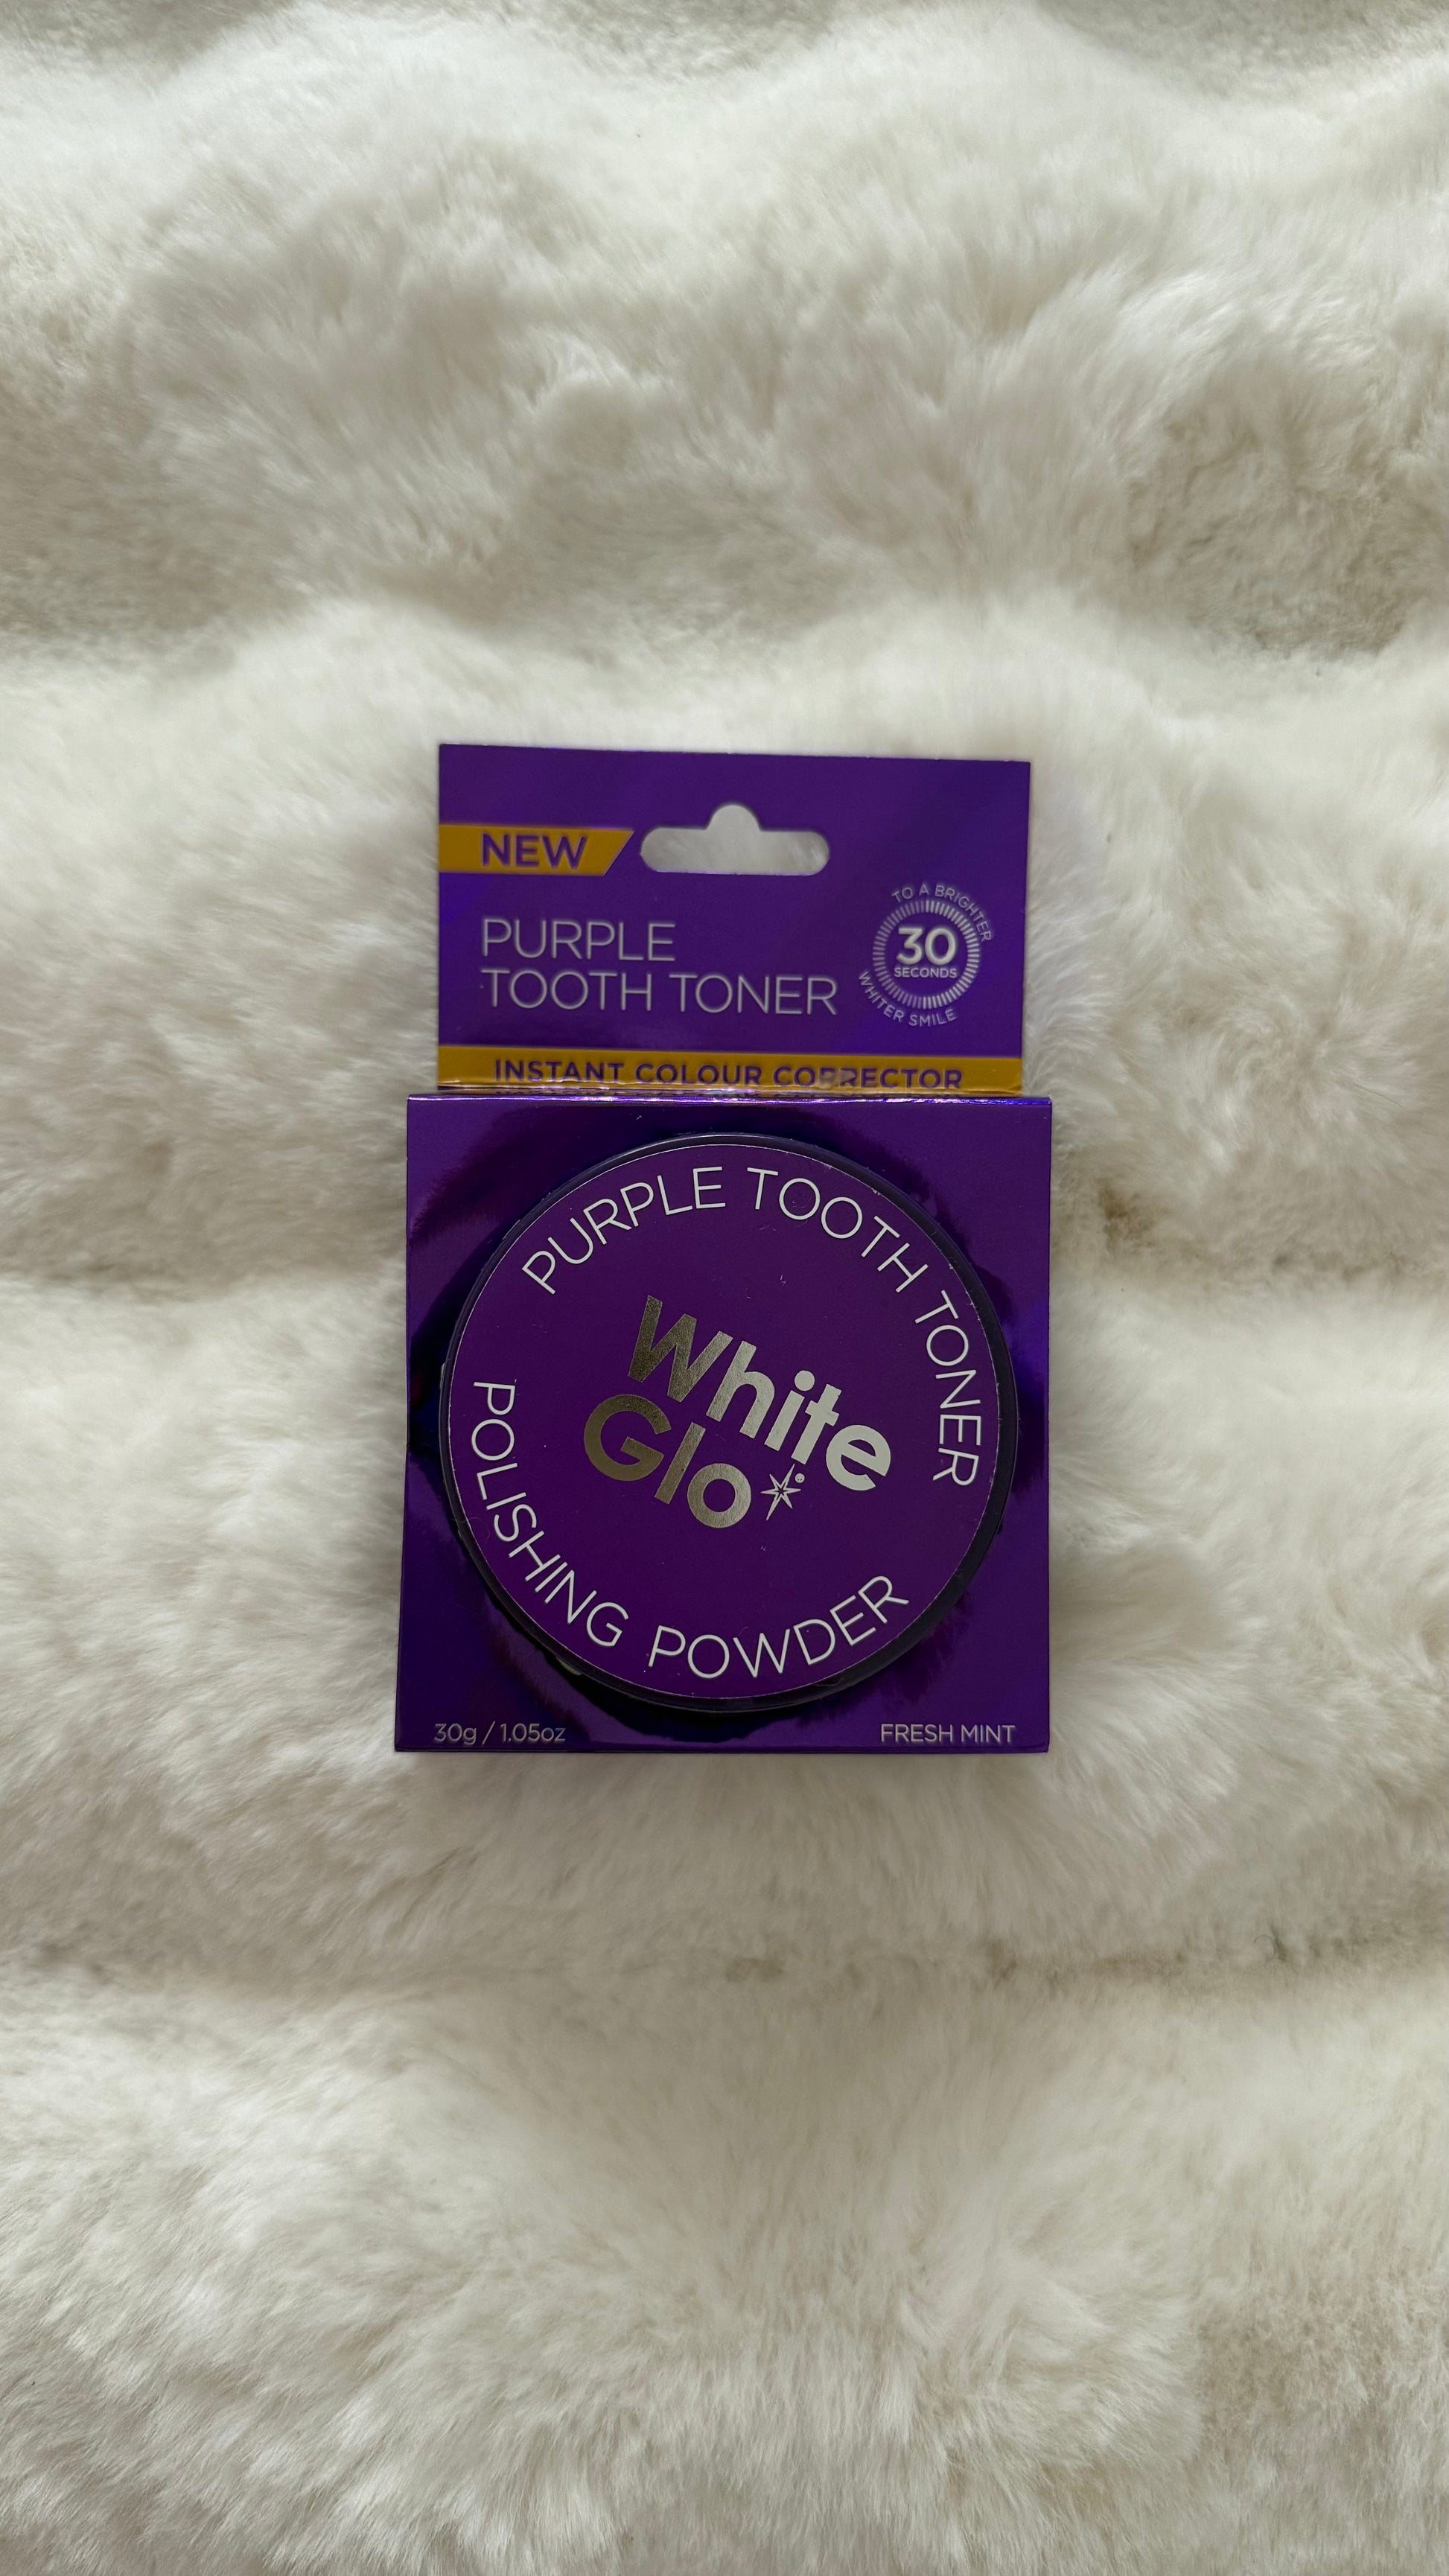 NEW
PURPLE
TOOTH TONER
TO A BRIGHTER
30
SECONDS
WHITER SMILE
INSTANT COLOUR CORRECTOR
PURPLE TOOTH TONER
White
Glo
POLISHING POWDER
30g / 1.05oz
FRESH MINT